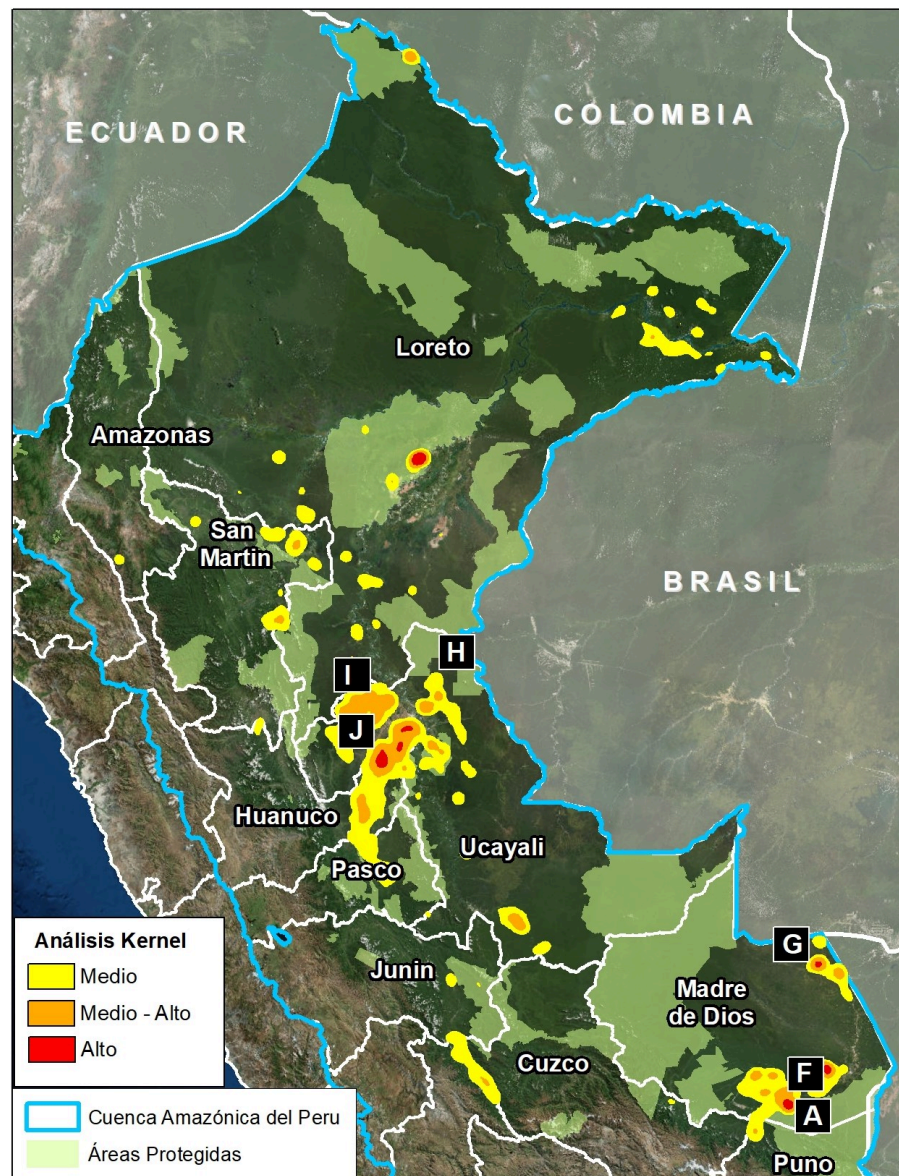 COLOMBIA
ECUADOR
Loreto
Amazonas
San
Martin
BRASIL
H
I
J
Huanuco
Ucayali
Pasco
G
Junin
Madre
de Dios
Cuzco
F
A
Puno
Análisis Kernel
Medio
Medio - Alto
Alto
Cuenca Amazónica del Peru
Áreas Protegidas